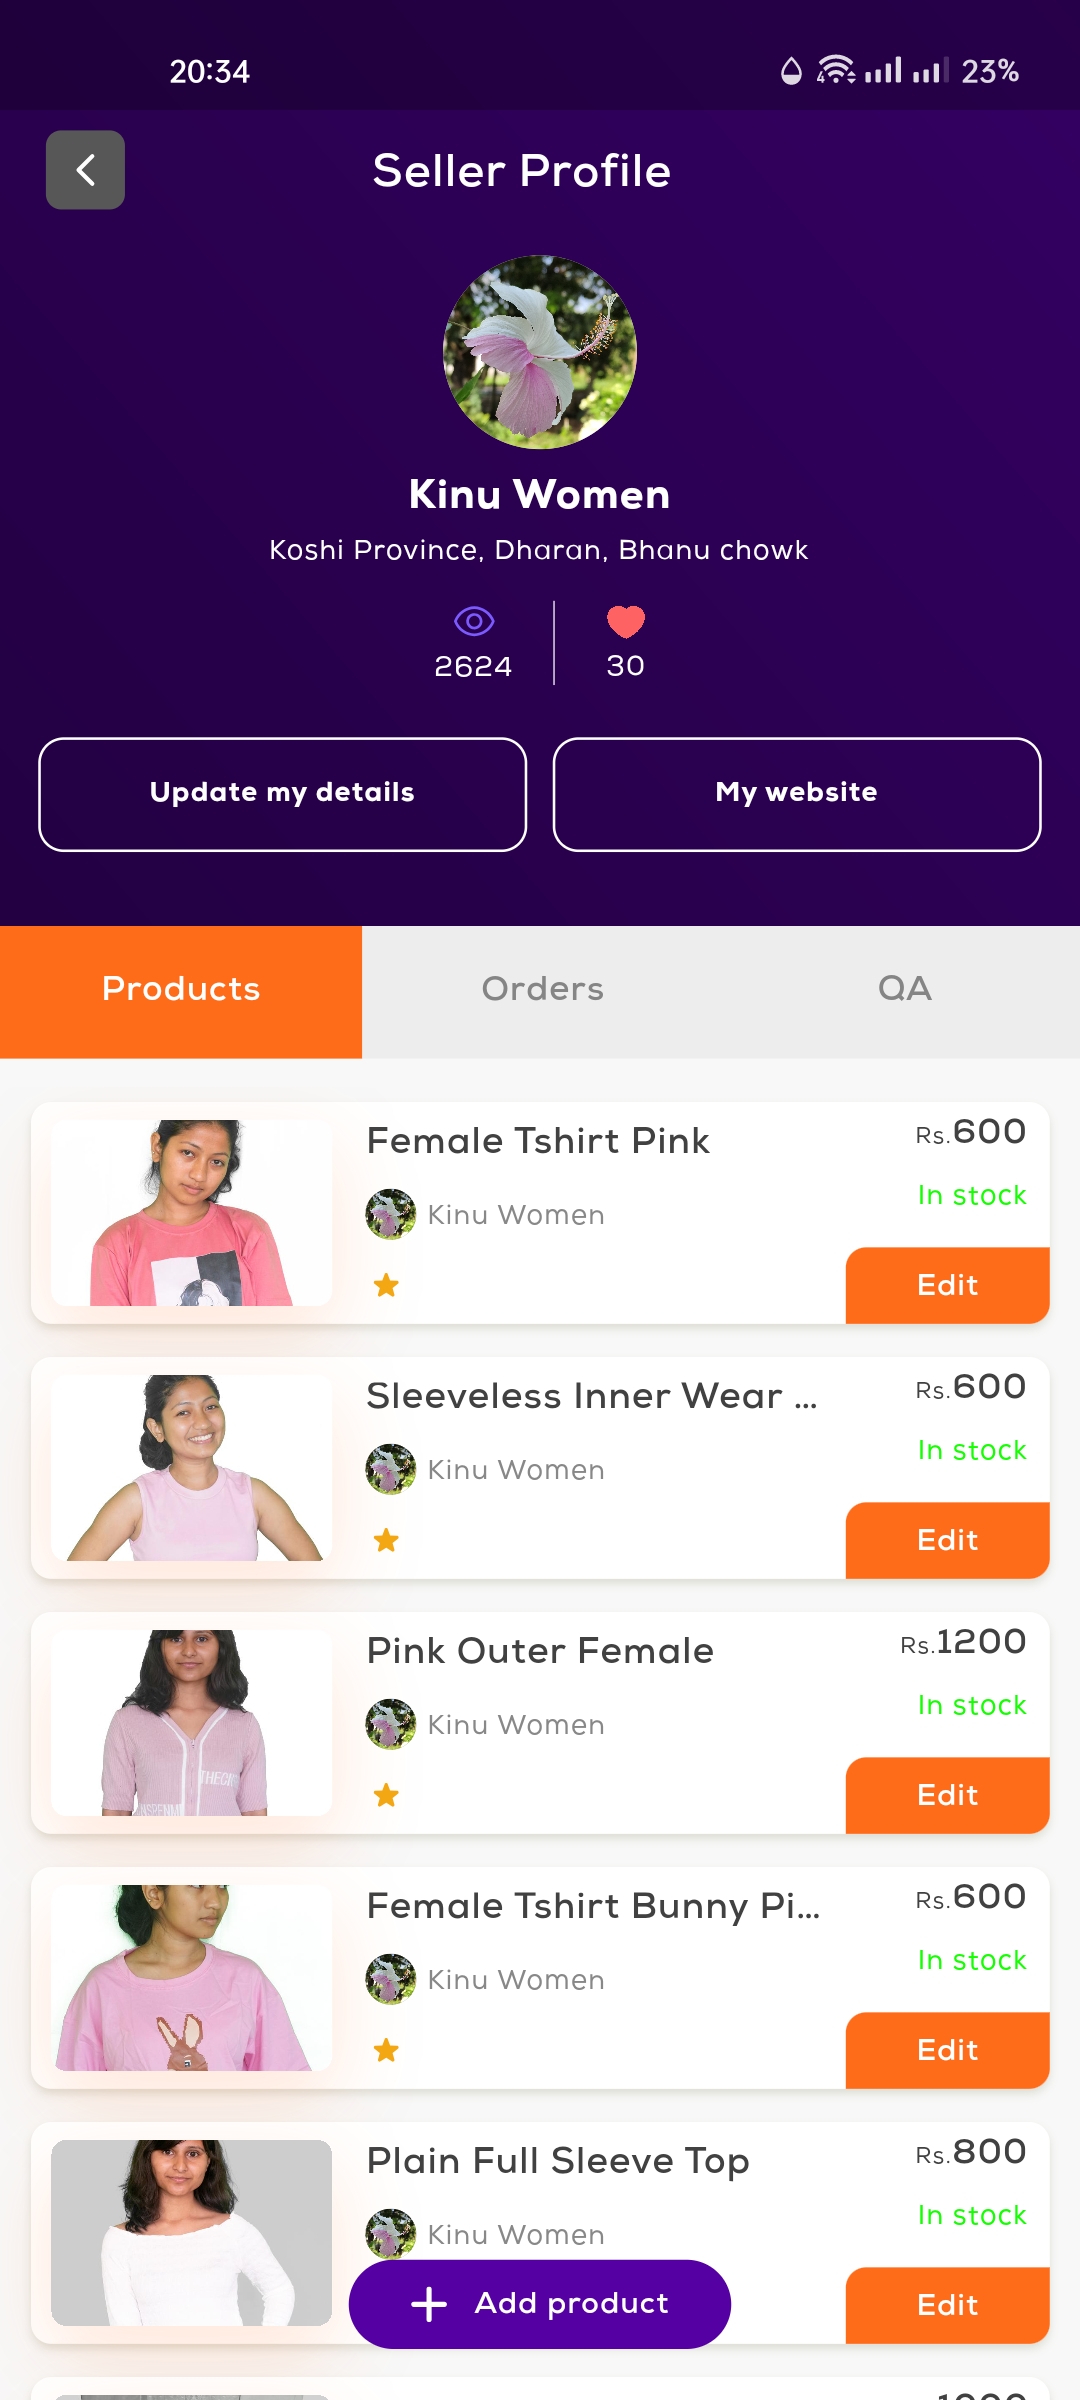 20:34
4
23%
Seller Profile
Kinu Women
Koshi Province, Dharan, Bhanu chowk
2624
30
Update my details
My website
Products
Orders
QA
Female Tshirt Pink
Rs.600
Kinu Women
In stock
Edit
Sleeveless Inner Wear ...
Rs.600
Kinu Women
In stock
Edit
Pink Outer Female
Rs.1200
Kinu Women
In stock
Edit
Female Tshirt Bunny Pi...
Rs.600
Kinu Women
In stock
Edit
Plain Full Sleeve Top
Rs.800
Kinu Women
In stock
Edit
Add product